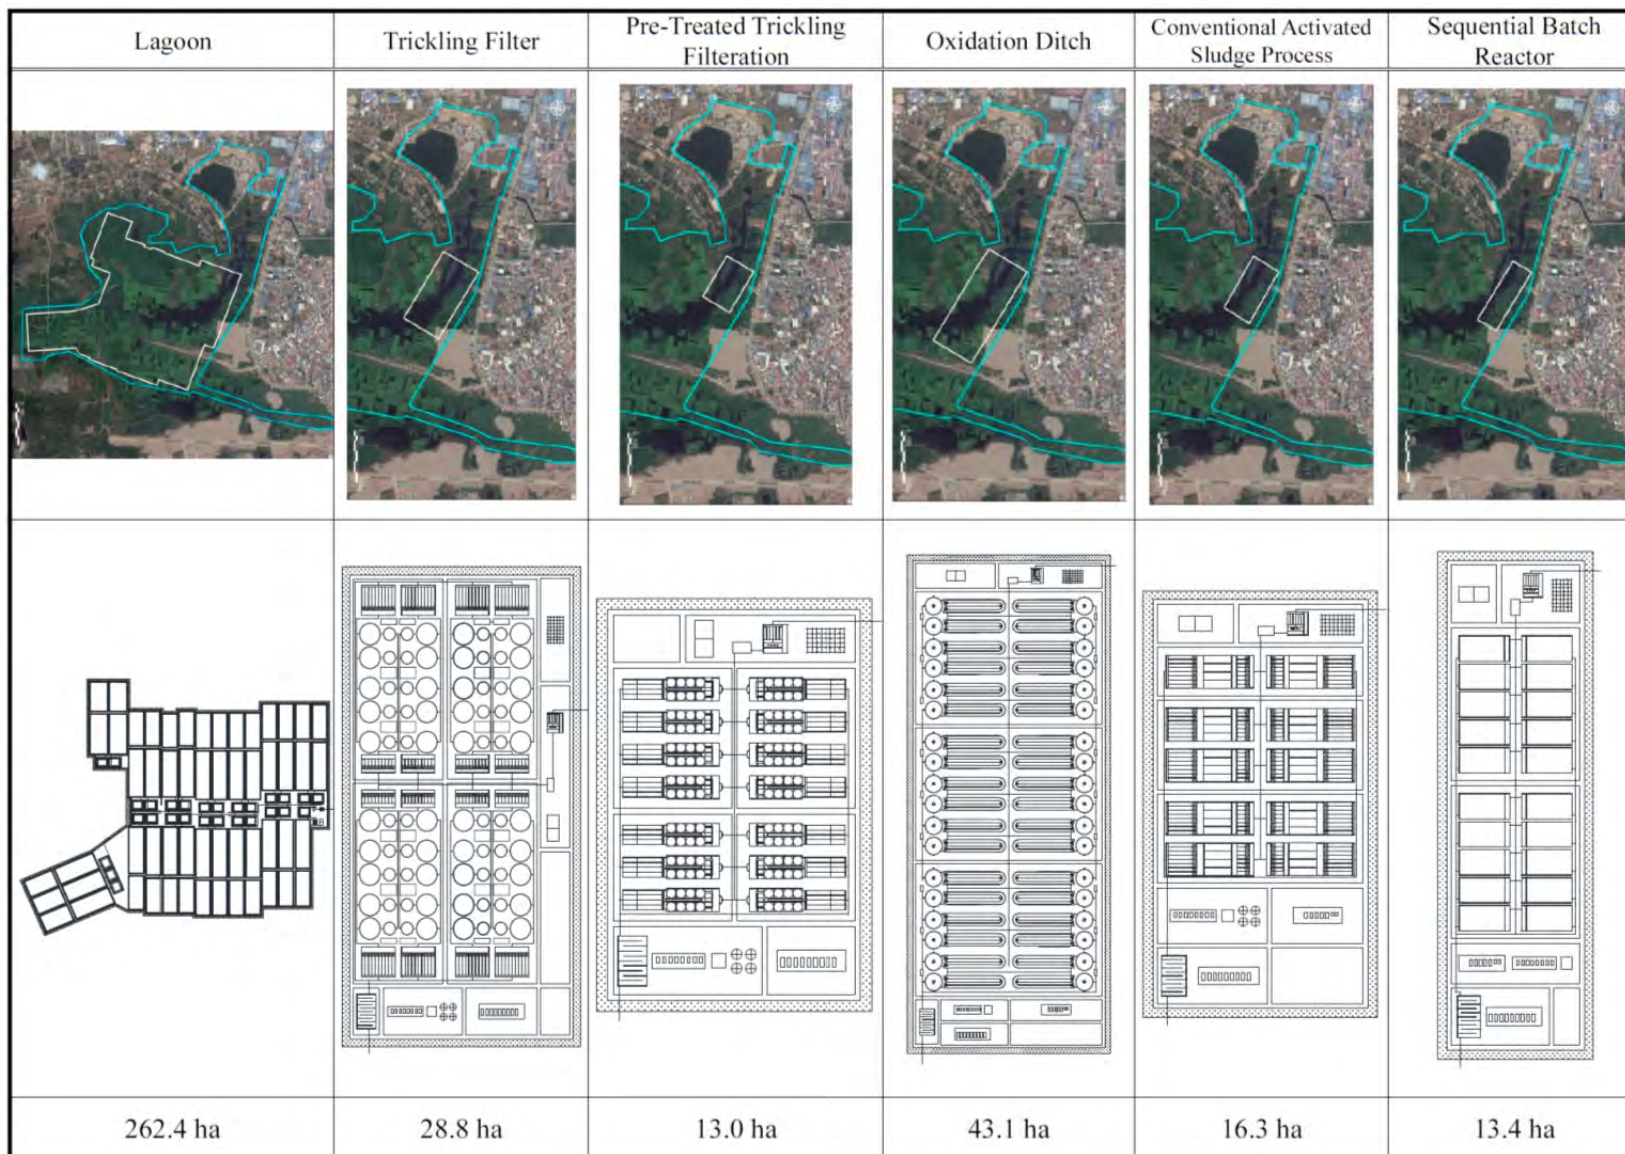 Lagoon
Trickling Filter
Pre-Treated Trickling
Filteration
Oxidation Ditch
Conventional Activated
Sludge Process
Sequential Batch
Reactor
262.4 ha
28.8 ha
13.0 ha
43.1 ha
16.3 ha
13.4 ha